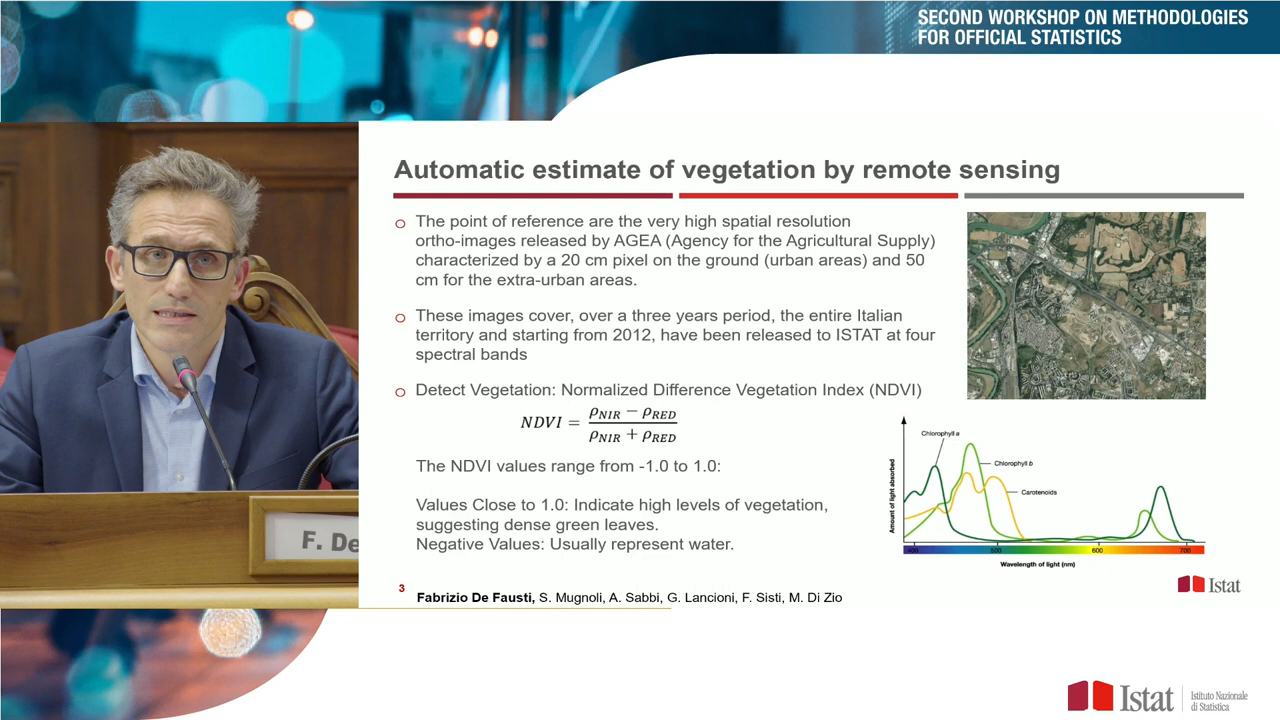 SECOND WORKSHOP ON METHODOLOGIES
FOR OFFICIAL STATISTICS
Automatic estimate of vegetation by remote sensing
o The point of reference are the very high spatial resolution
ortho-images released by AGEA (Agency for the Agricultural Supply)
characterized by a 20 cm pixel on the ground (urban areas) and 50
cm for the extra-urban areas.
o These images cover, over a three years period, the entire Italian
territory and starting from 2012, have been released to ISTAT at four
spectral bands
o Detect Vegetation: Normalized Difference Vegetation Index (NDVI)
NDVI = (ρNIR − ρRED) / (ρNIR + ρRED)
The NDVI values range from -1.0 to 1.0:
Values Close to 1.0: Indicate high levels of vegetation,
suggesting dense green leaves.
Negative Values: Usually represent water.
Chlorophyll a
Chlorophyll b
Carotenoids
Amount of light absorbed
400 500 600 700
Wavelength of light (nm)
F. De
3
Fabrizio De Fausti, S. Mugnoli, A. Sabbi, G. Lancioni, F. Sisti, M. Di Zio
Istat
Istat
Istituto Nazionale
di Statistica